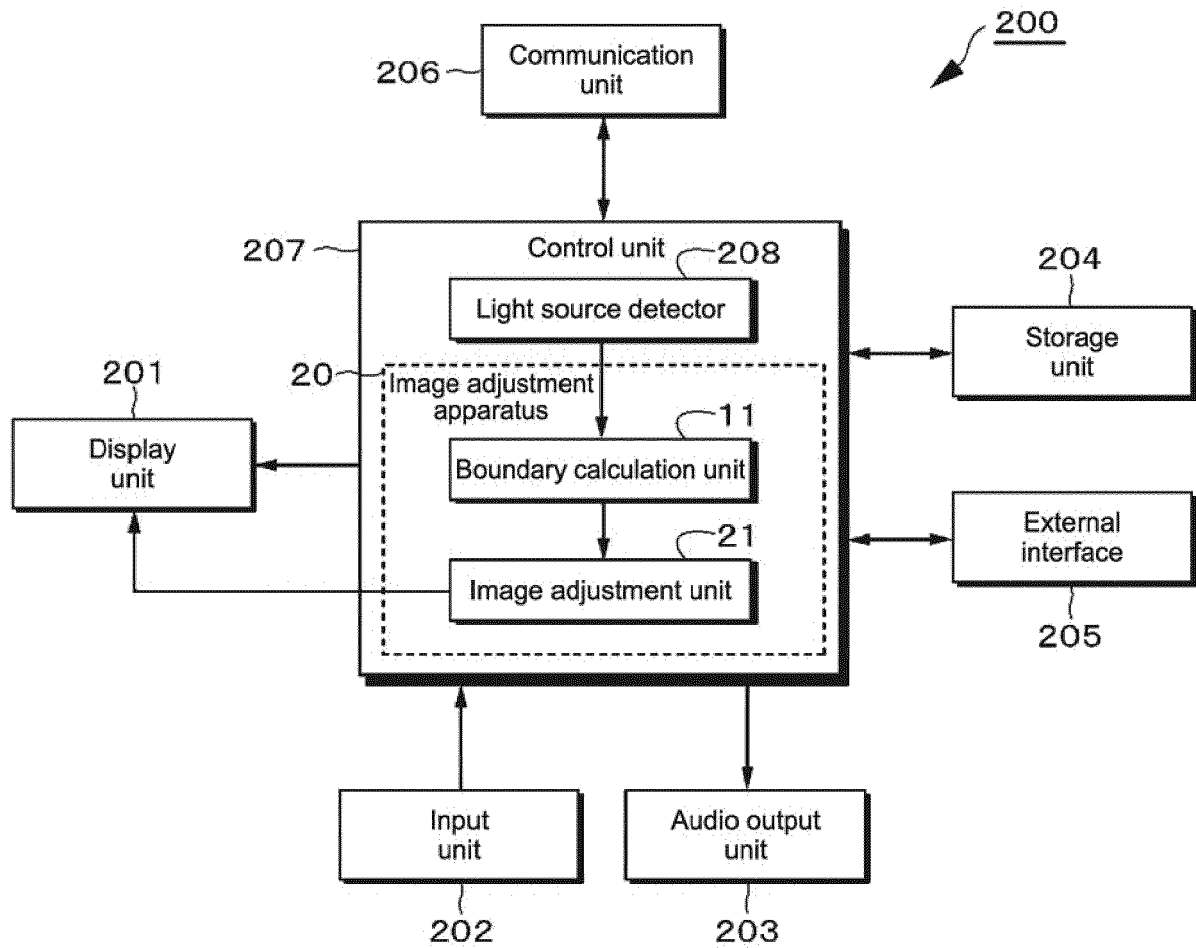 200
206
Communication
unit
207
Control unit
208
Light source detector
204
Storage
unit
20
Image adjustment
apparatus
201
Display
unit
11
Boundary calculation unit
21
Image adjustment unit
External
interface
205
Input
unit
202
Audio output
unit
203